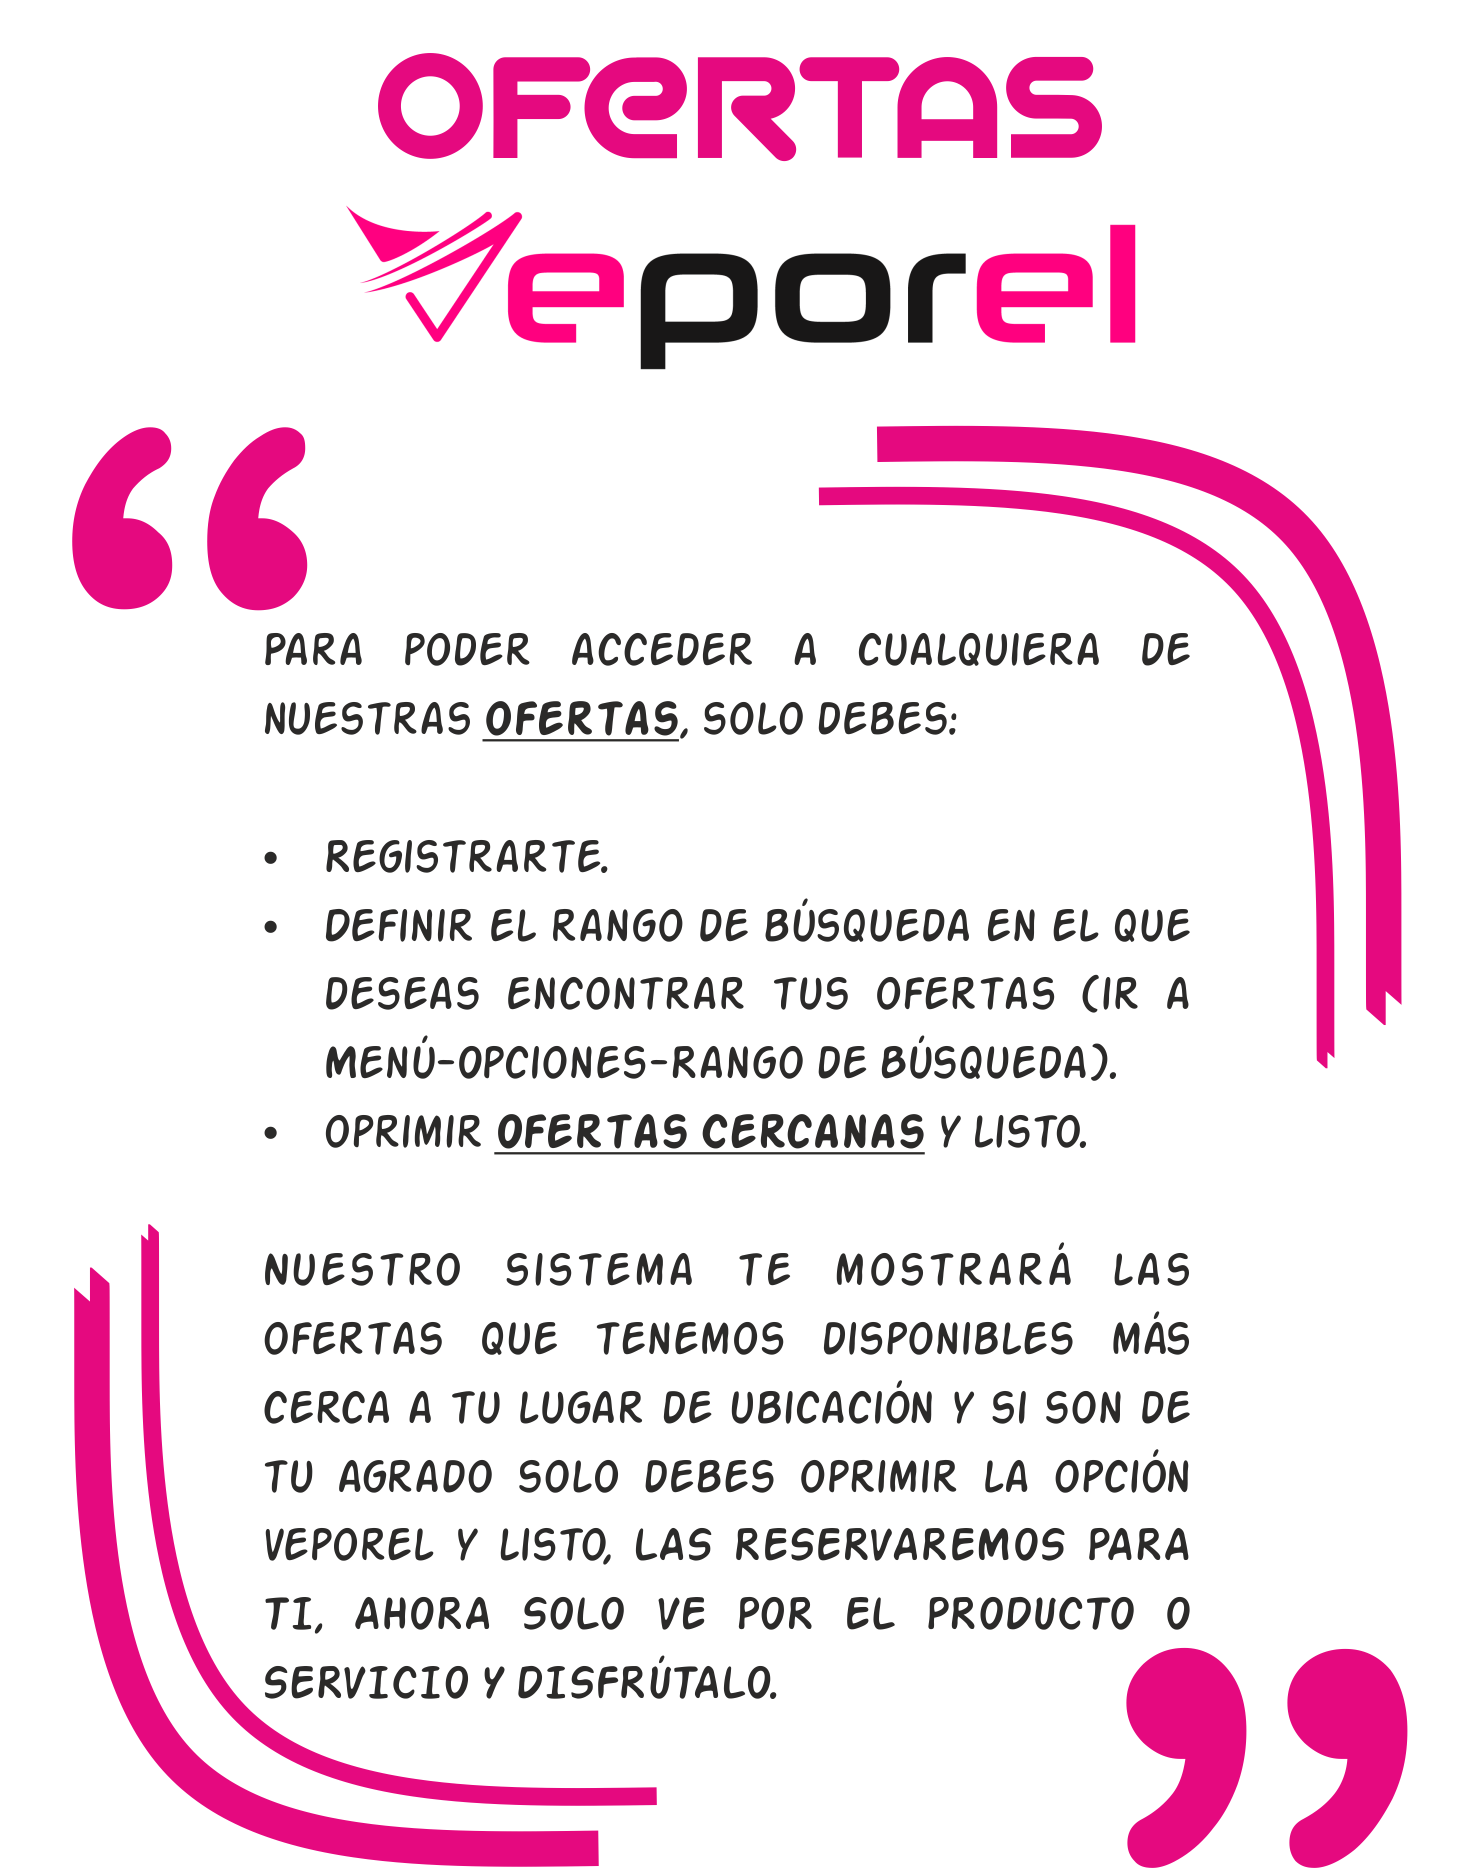 OFERTAS
Veporel
“
PARA PODER ACCEDER A CUALQUIERA DE
NUESTRAS OFERTAS, SOLO DEBES:
• REGISTRARTE.
• DEFINIR EL RANGO DE BÚSQUEDA EN EL QUE
DESEAS ENCONTRAR TUS OFERTAS (IR A
MENÚ-OPCIONES-RANGO DE BÚSQUEDA).
• OPRIMIR OFERTAS CERCANAS Y LISTO.
NUESTRO SISTEMA TE MOSTRARÁ LAS
OFERTAS QUE TENEMOS DISPONIBLES MÁS
CERCA A TU LUGAR DE UBICACIÓN Y SI SON DE
TU AGRADO SOLO DEBES OPRIMIR LA OPCIÓN
VEPOREL Y LISTO, LAS RESERVAREMOS PARA
TI, AHORA SOLO VE POR EL PRODUCTO O
SERVICIO Y DISFRÚTALO.
”